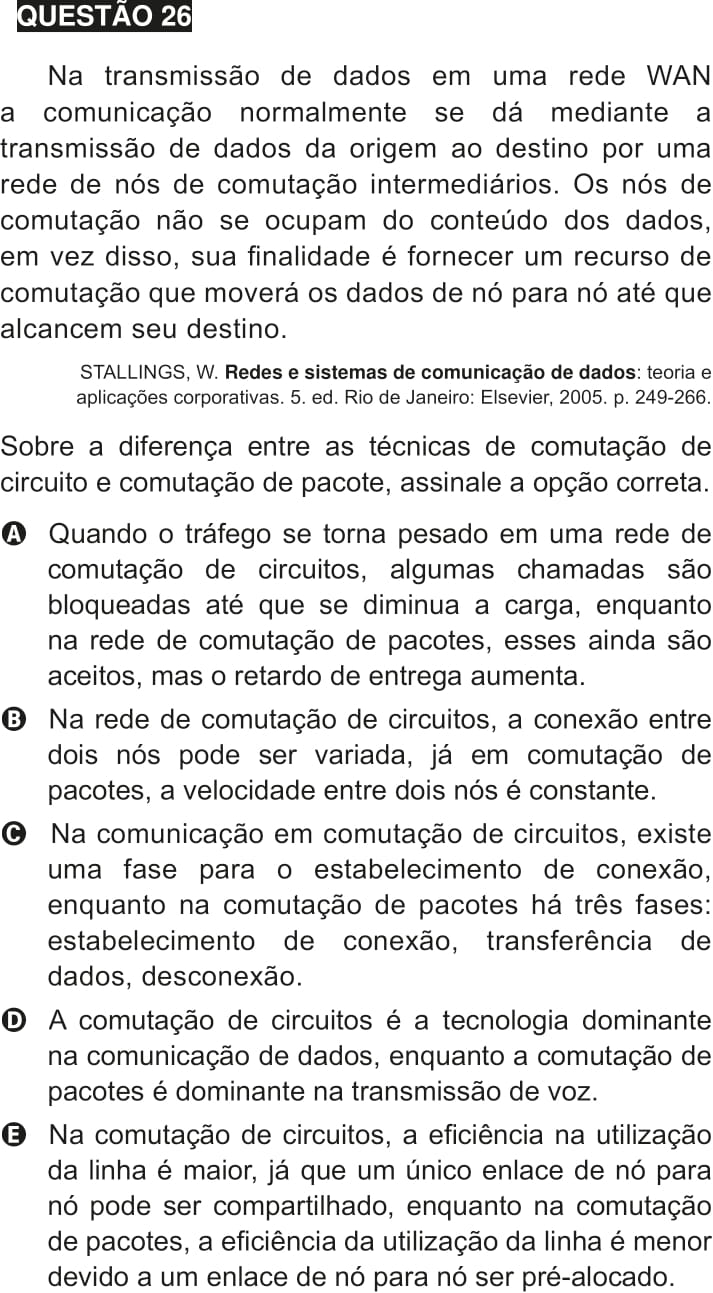 QUESTÃO 26
Na transmissão de dados em uma rede WAN
a comunicação normalmente se dá mediante a
transmissão de dados da origem ao destino por uma
rede de nós de comutação intermediários. Os nós de
comutação não se ocupam do conteúdo dos dados,
em vez disso, sua finalidade é fornecer um recurso de
comutação que moverá os dados de nó para nó até que
alcancem seu destino.
STALLINGS, W. Redes e sistemas de comunicação de dados: teoria e
aplicações corporativas. 5. ed. Rio de Janeiro: Elsevier, 2005. p. 249-266.
Sobre a diferença entre as técnicas de comutação de
circuito e comutação de pacote, assinale a opção correta.
A Quando o tráfego se torna pesado em uma rede de
comutação de circuitos, algumas chamadas são
bloqueadas até que se diminua a carga, enquanto
na rede de comutação de pacotes, esses ainda são
aceitos, mas o retardo de entrega aumenta.
B Na rede de comutação de circuitos, a conexão entre
dois nós pode ser variada, já em comutação de
pacotes, a velocidade entre dois nós é constante.
C Na comunicação em comutação de circuitos, existe
uma fase para o estabelecimento de conexão,
enquanto na comutação de pacotes há três fases:
estabelecimento de conexão, transferência de
dados, desconexão.
D A comutação de circuitos é a tecnologia dominante
na comunicação de dados, enquanto a comutação de
pacotes é dominante na transmissão de voz.
E Na comutação de circuitos, a eficiência na utilização
da linha é maior, já que um único enlace de nó para
nó pode ser compartilhado, enquanto na comutação
de pacotes, a eficiência da utilização da linha é menor
devido a um enlace de nó para nó ser pré-alocado.